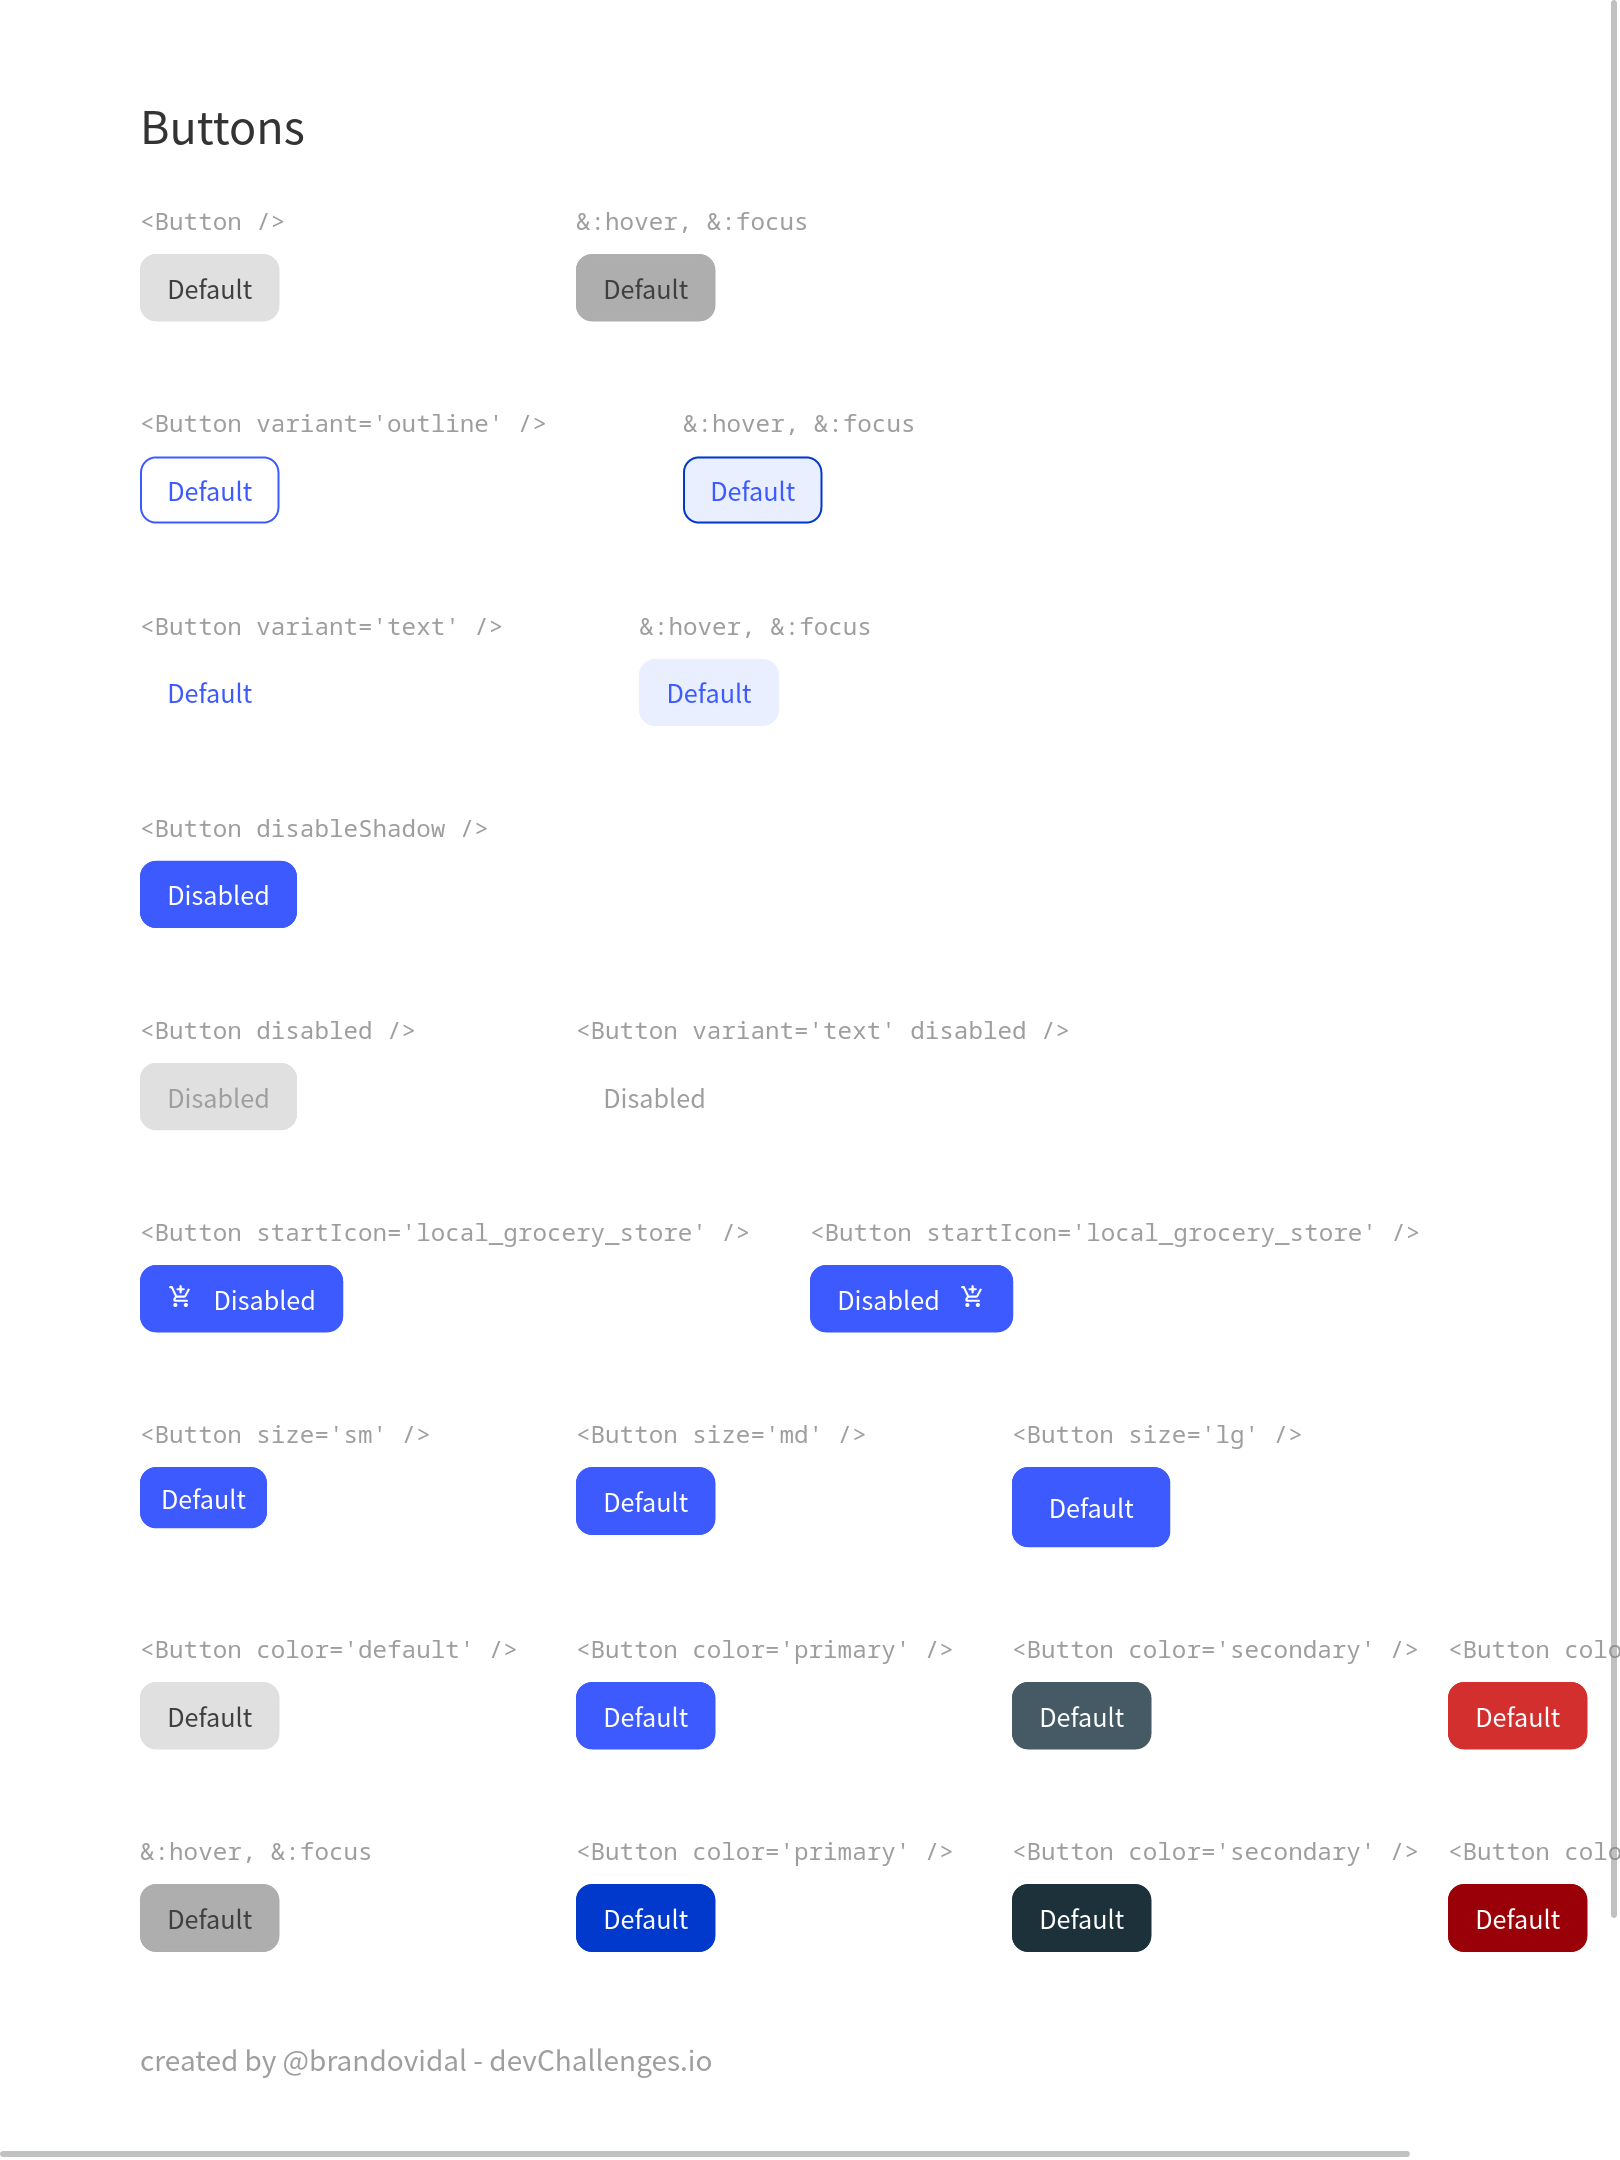 Buttons
<Button /> &:hover, &:focus
Default Default
<Button variant='outline' /> &:hover, &:focus
Default Default
<Button variant='text' /> &:hover, &:focus
Default Default
<Button disableShadow />
Disabled
<Button disabled /> <Button variant='text' disabled />
Disabled Disabled
<Button startIcon='local_grocery_store' /> <Button startIcon='local_grocery_store' />
Disabled Disabled
<Button size='sm' /> <Button size='md' /> <Button size='lg' />
Default Default Default
<Button color='default' /> <Button color='primary' /> <Button color='secondary' /> <Button colo
Default Default Default Default
&:hover, &:focus <Button color='primary' /> <Button color='secondary' /> <Button colo
Default Default Default Default
created by @brandovidal - devChallenges.io